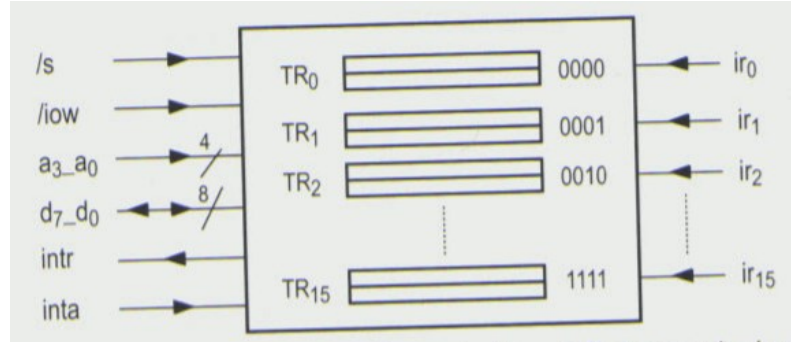 /s
TR0
0000
ir0
/iow
TR1
0001
ir1
a3_a0
4
TR2
0010
ir2
d7_d0
8
intr
TR15
1111
ir15
inta